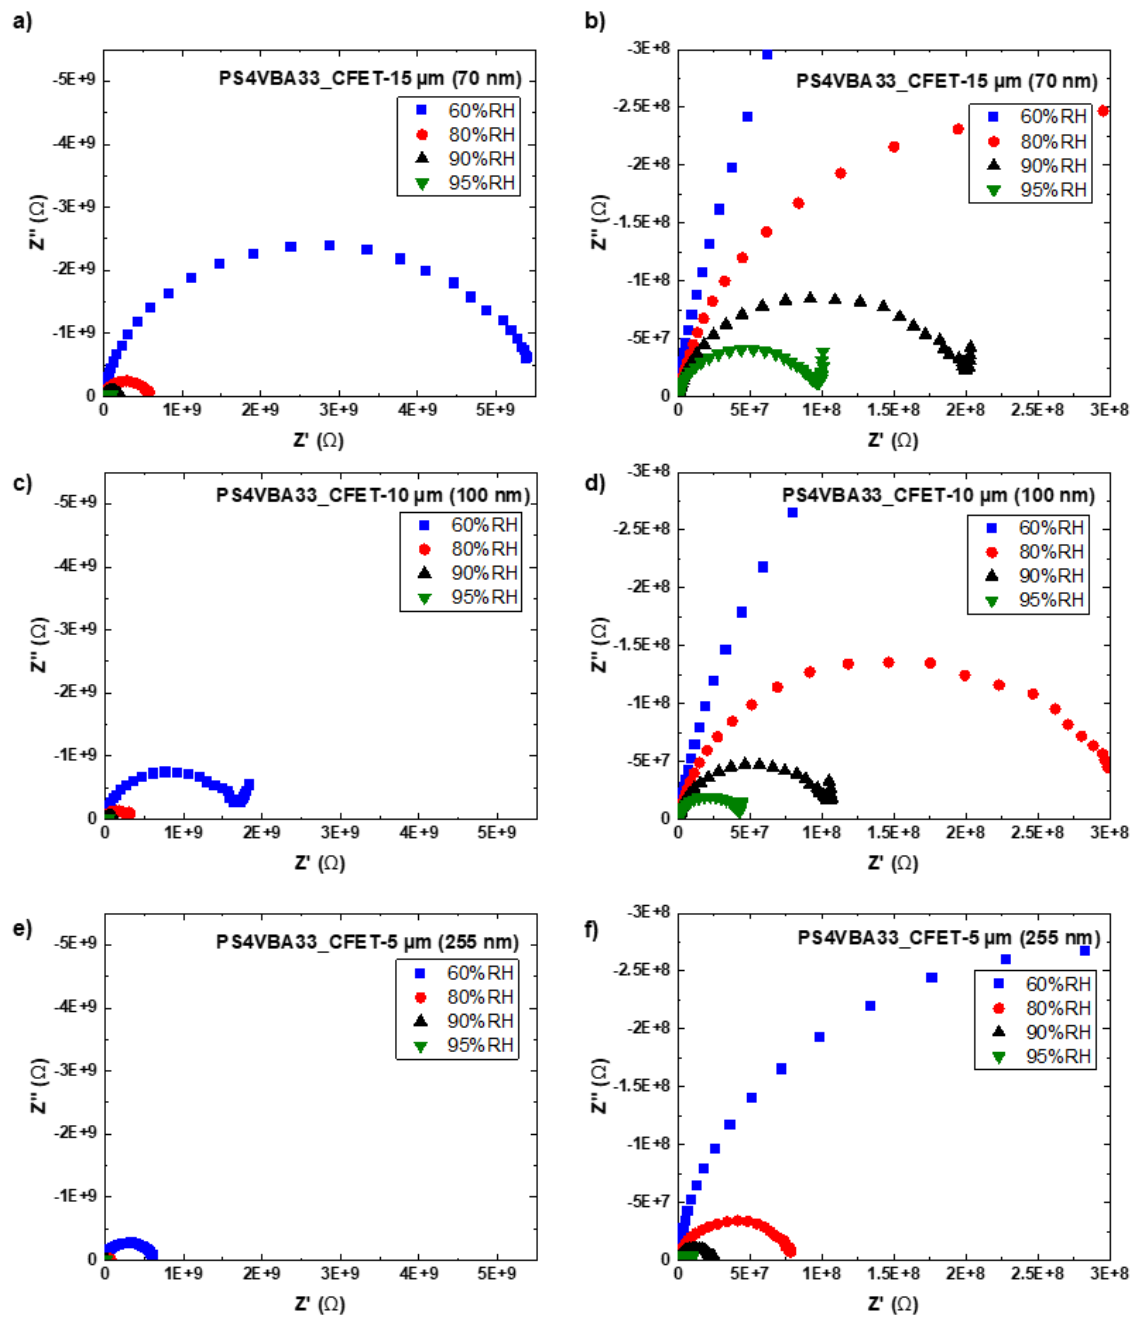 a)
PS4VBA33_CFET-15 µm (70 nm)
60%RH
80%RH
90%RH
95%RH
-5E+9
-4E+9
-3E+9
-2E+9
-1E+9
0
0
1E+9
2E+9
3E+9
4E+9
5E+9
Z'' (Ω)
Z' (Ω)
b)
PS4VBA33_CFET-15 µm (70 nm)
60%RH
80%RH
90%RH
95%RH
-3E+8
-2.5E+8
-2E+8
-1.5E+8
-1E+8
-5E+7
0
0
5E+7
1E+8
1.5E+8
2E+8
2.5E+8
3E+8
Z'' (Ω)
Z' (Ω)
c)
PS4VBA33_CFET-10 µm (100 nm)
60%RH
80%RH
90%RH
95%RH
-5E+9
-4E+9
-3E+9
-2E+9
-1E+9
0
0
1E+9
2E+9
3E+9
4E+9
5E+9
Z'' (Ω)
Z' (Ω)
d)
PS4VBA33_CFET-10 µm (100 nm)
60%RH
80%RH
90%RH
95%RH
-3E+8
-2.5E+8
-2E+8
-1.5E+8
-1E+8
-5E+7
0
0
5E+7
1E+8
1.5E+8
2E+8
2.5E+8
3E+8
Z'' (Ω)
Z' (Ω)
e)
PS4VBA33_CFET-5 µm (255 nm)
60%RH
80%RH
90%RH
95%RH
-5E+9
-4E+9
-3E+9
-2E+9
-1E+9
0
0
1E+9
2E+9
3E+9
4E+9
5E+9
Z'' (Ω)
Z' (Ω)
f)
PS4VBA33_CFET-5 µm (255 nm)
60%RH
80%RH
90%RH
95%RH
-3E+8
-2.5E+8
-2E+8
-1.5E+8
-1E+8
-5E+7
0
0
5E+7
1E+8
1.5E+8
2E+8
2.5E+8
3E+8
Z'' (Ω)
Z' (Ω)